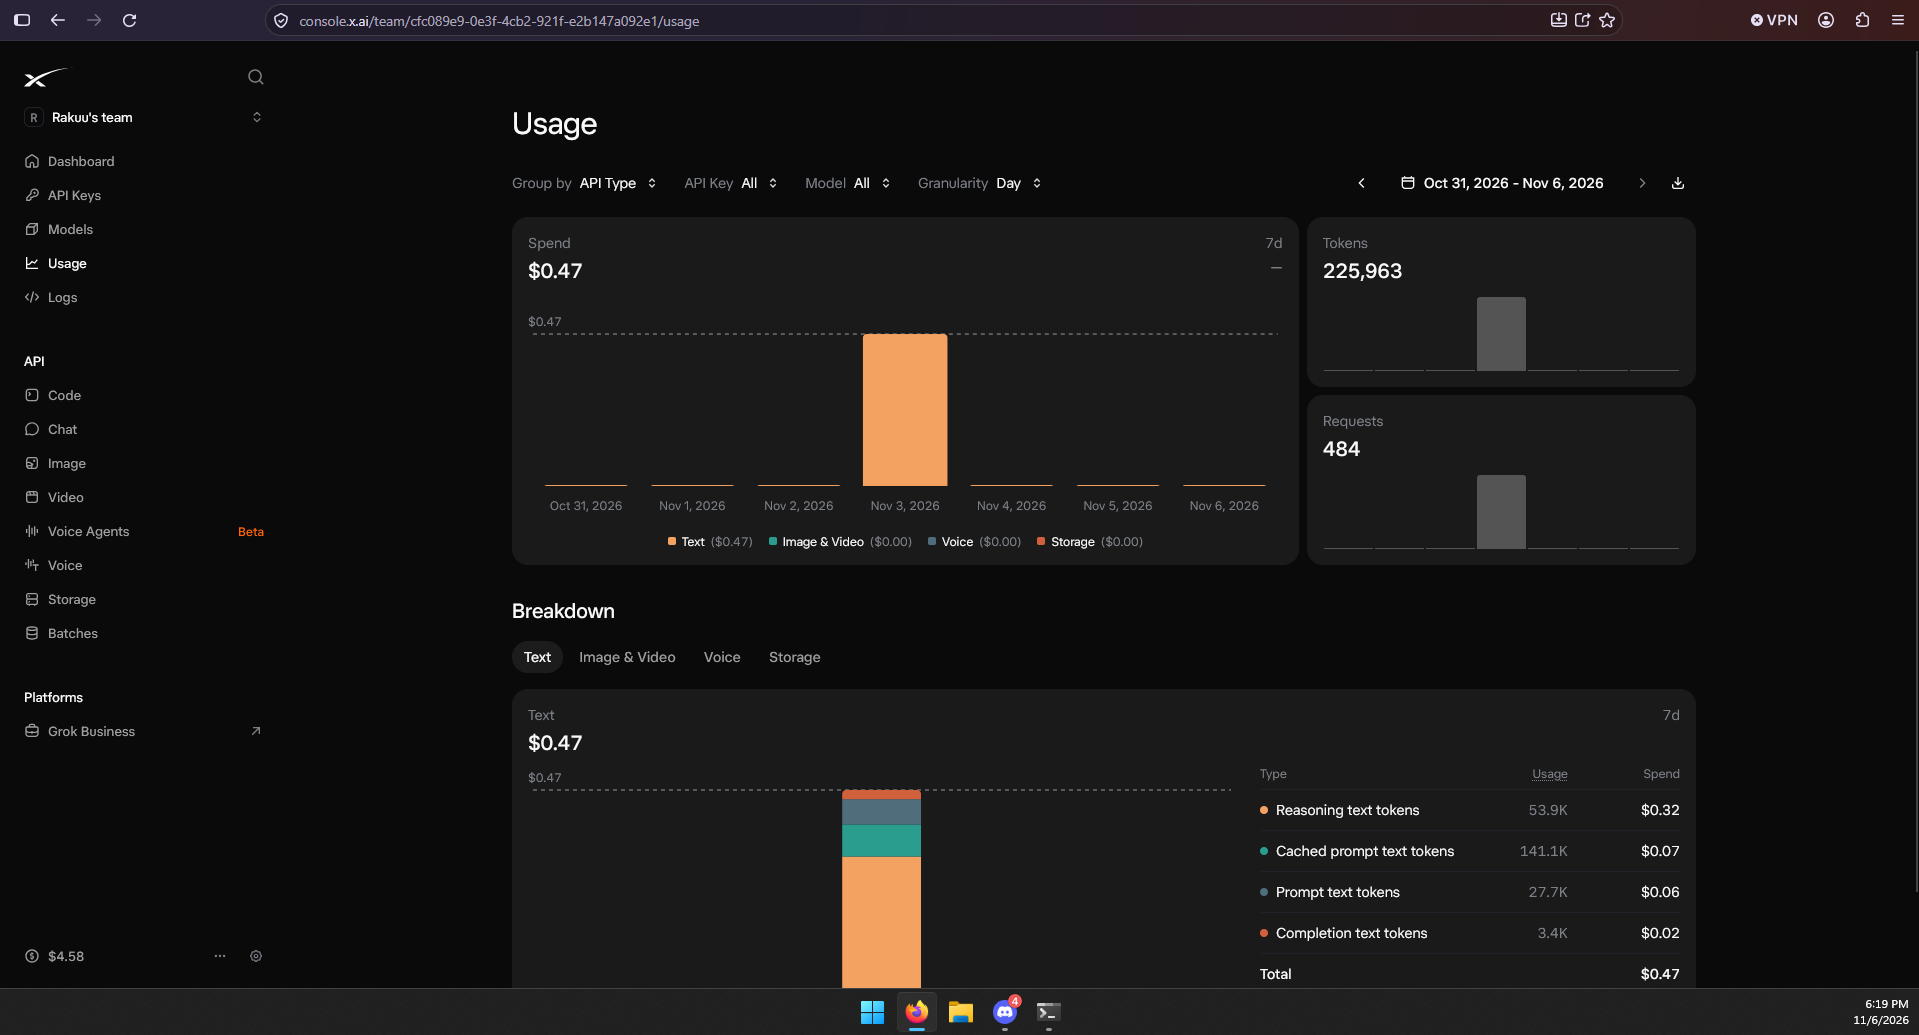 console.x.ai/team/cfc089e9-0e3f-4cb2-921f-e2b147a092e1/usage
VPN
R Rakuu's team
Dashboard
API Keys
Models
Usage
Logs
API
Code
Chat
Image
Video
Voice Agents Beta
Voice
Storage
Batches
Platforms
Grok Business
$4.58
Usage
Group by API Type API Key All Model All Granularity Day Oct 31, 2026 - Nov 6, 2026
Spend 7d
$0.47 —
$0.47
Oct 31, 2026 Nov 1, 2026 Nov 2, 2026 Nov 3, 2026 Nov 4, 2026 Nov 5, 2026 Nov 6, 2026
Text ($0.47) Image & Video ($0.00) Voice ($0.00) Storage ($0.00)
Tokens
225,963
Requests
484
Breakdown
Text Image & Video Voice Storage
Text 7d
$0.47
$0.47
Type Usage Spend
Reasoning text tokens 53.9K $0.32
Cached prompt text tokens 141.1K $0.07
Prompt text tokens 27.7K $0.06
Completion text tokens 3.4K $0.02
Total $0.47
4
6:19 PM
11/6/2026